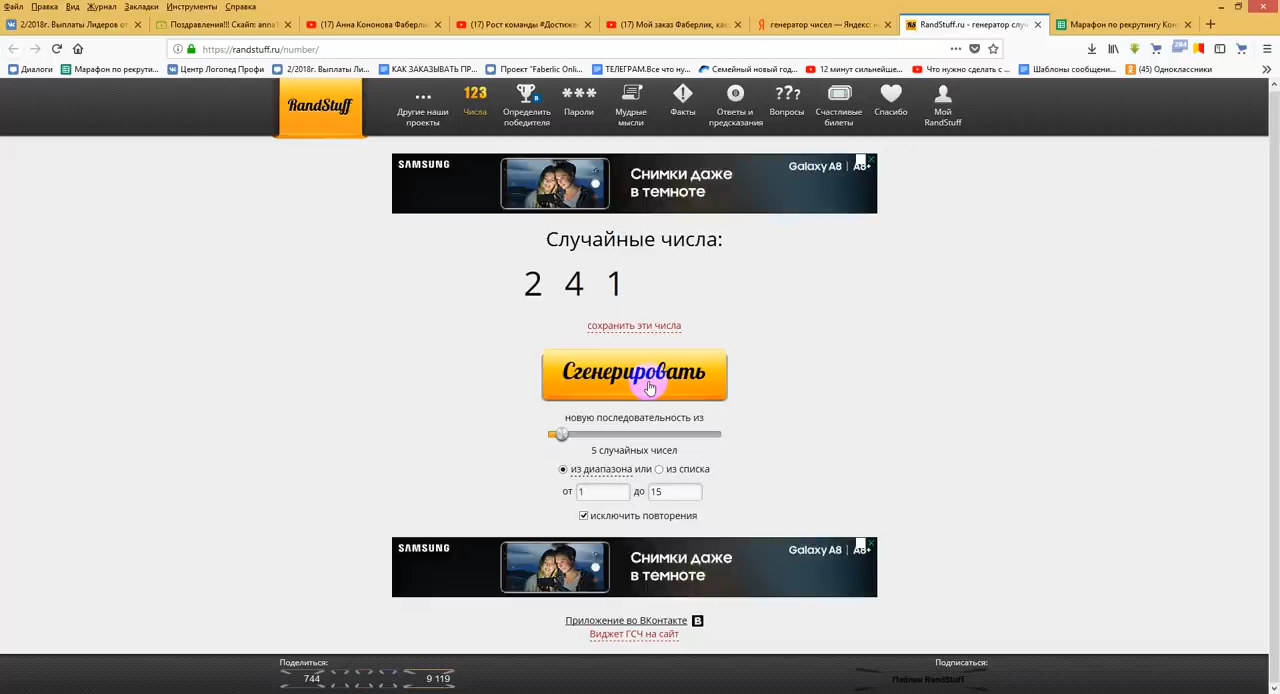 Файл Правка Вид Журнал Закладки Инструменты Справка
2/2018г. Выплаты Лидеров от
Поздравления!!! Скайп: anna
(17) Анна Кононова Фаберли
(17) Рост команды #Достиже
(17) Мой заказ Фаберлик, ка
генератор чисел — Яндекс: н
RandStuff.ru - генератор слу
Марафон по рекрутингу Кон
https://randstuff.ru/number/
284
Диалоги
Марафон по рекрути...
Центр Логопед Профи
2/2018г. Выплаты Ли...
КАК ЗАКАЗЫВАТЬ ПР...
Проект "Faberlic Onli...
ТЕЛЕГРАМ.Все что ну...
Семейный новый год...
12 минут сильнейше...
Что нужно сделать с ...
Шаблоны сообщени...
(45) Одноклассники
RandStuff
Другие наши проекты
123
Числа
Определить победителя
Пароли
Мудрые мысли
Факты
Ответы и предсказания
???
Вопросы
Счастливые билеты
Спасибо
Мой RandStuff
SAMSUNG
Снимки даже
в темноте
Galaxy A8 | A8+
Случайные числа:
2 4 1
сохранить эти числа
Сгенерировать
новую последовательность из
5 случайных чисел
из диапазона или из списка
от 1 до 15
исключить повторения
SAMSUNG
Снимки даже
в темноте
Galaxy A8 | A8+
Приложение во ВКонтакте B
Виджет ГСЧ на сайт
Поделиться:
Подписаться:
744
9 119
Паблик RandStuff